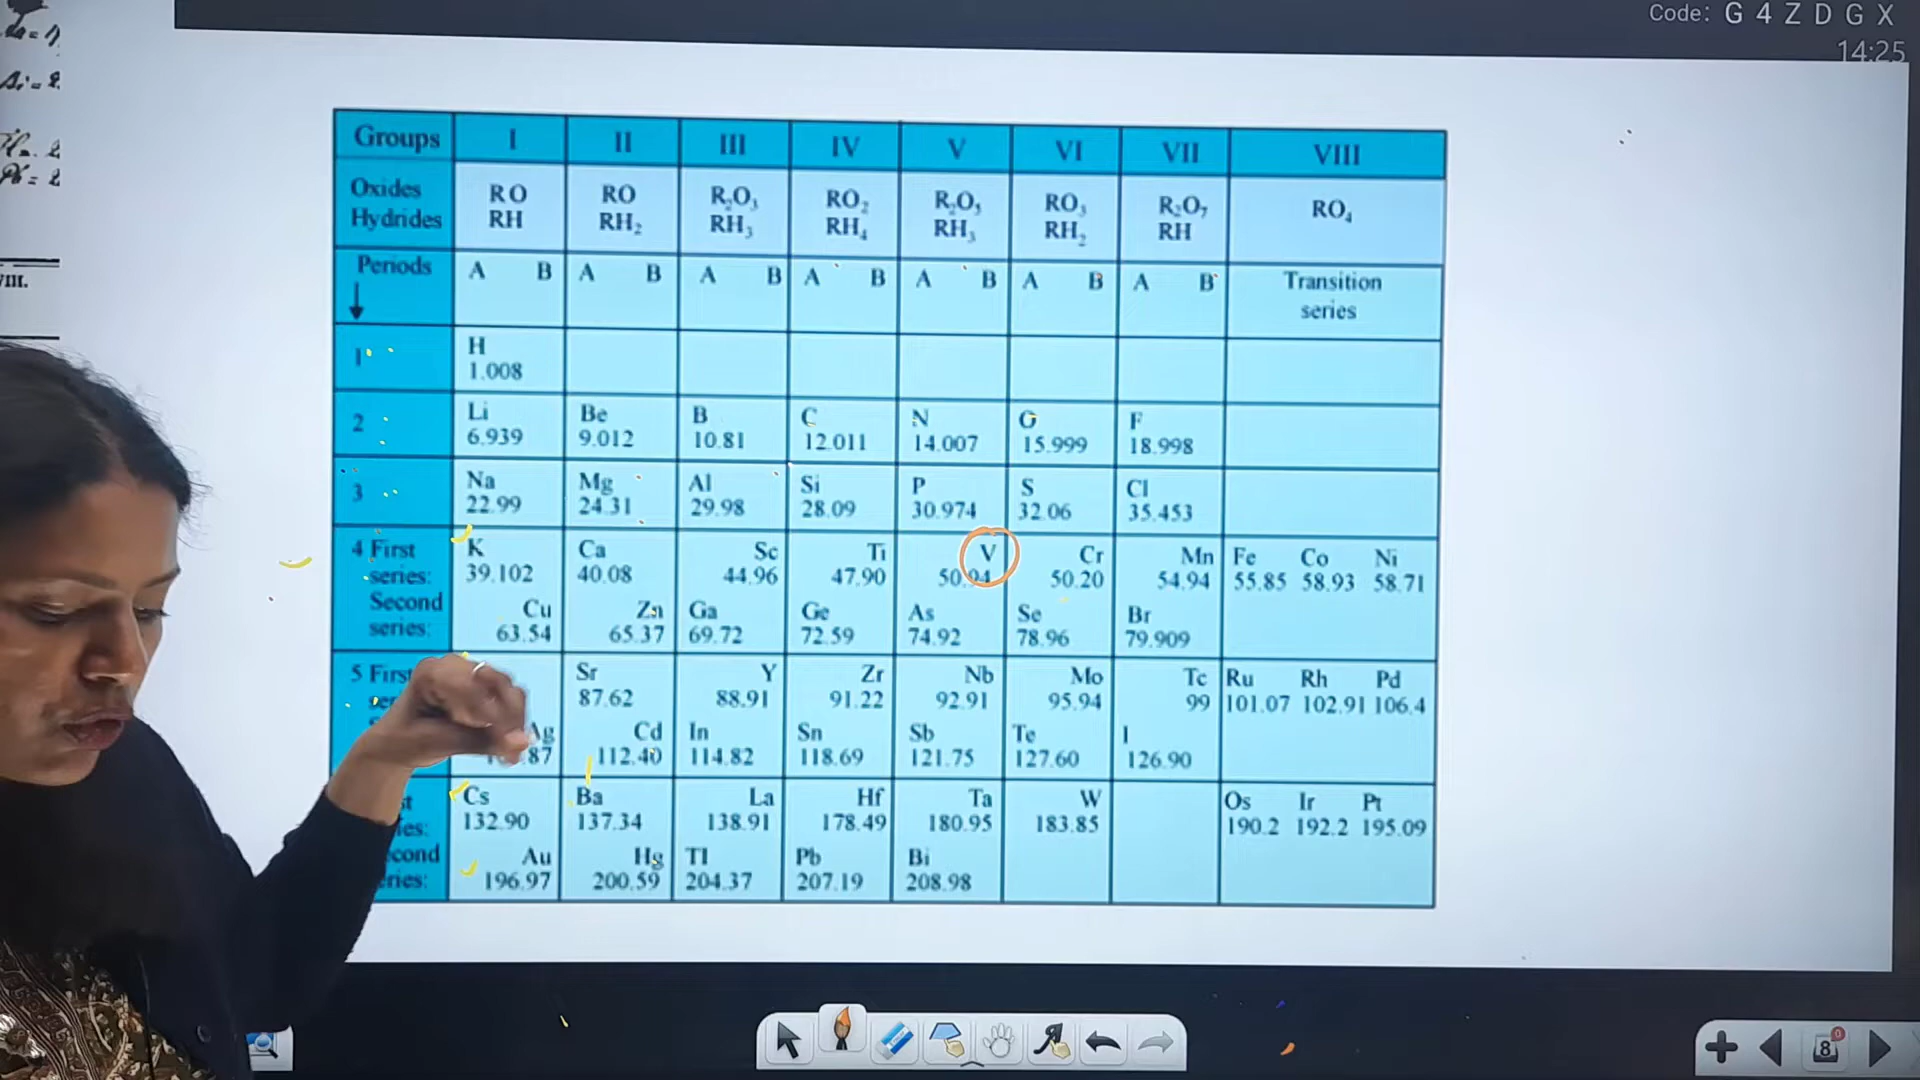 Code: G 4 Z D G X
14:25
VIII.
Groups I II III IV V VI VII VIII
Oxides RO RO R₂O₃ RO₂ R₂O₅ RO₃ R₂O₇ RO₄
Hydrides RH RH₂ RH₃ RH₄ RH₃ RH₂ RH
Periods A B A B A B A B A B A B A B Transition
series
1 H
1.008
2 Li Be B C N O F
6.939 9.012 10.81 12.011 14.007 15.999 18.998
3 Na Mg Al Si P S Cl
22.99 24.31 29.98 28.09 30.974 32.06 35.453
4 First K Ca Sc Ti V Cr Mn Fe Co Ni
series: 39.102 40.08 44.96 47.90 50.94 50.20 54.94 55.85 58.93 58.71
Second Cu Zn Ga Ge As Se Br
series: 63.54 65.37 69.72 72.59 74.92 78.96 79.909
5 First Sr Y Zr Nb Mo Tc Ru Rh Pd
87.62 88.91 91.22 92.91 95.94 99 101.07 102.91 106.4
Ag Cd In Sn Sb Te I
87 112.40 114.82 118.69 121.75 127.60 126.90
Cs Ba La Hf Ta W Os Ir Pt
132.90 137.34 138.91 178.49 180.95 183.85 190.2 192.2 195.09
Au Hg Tl Pb Bi
196.97 200.59 204.37 207.19 208.98
8 0